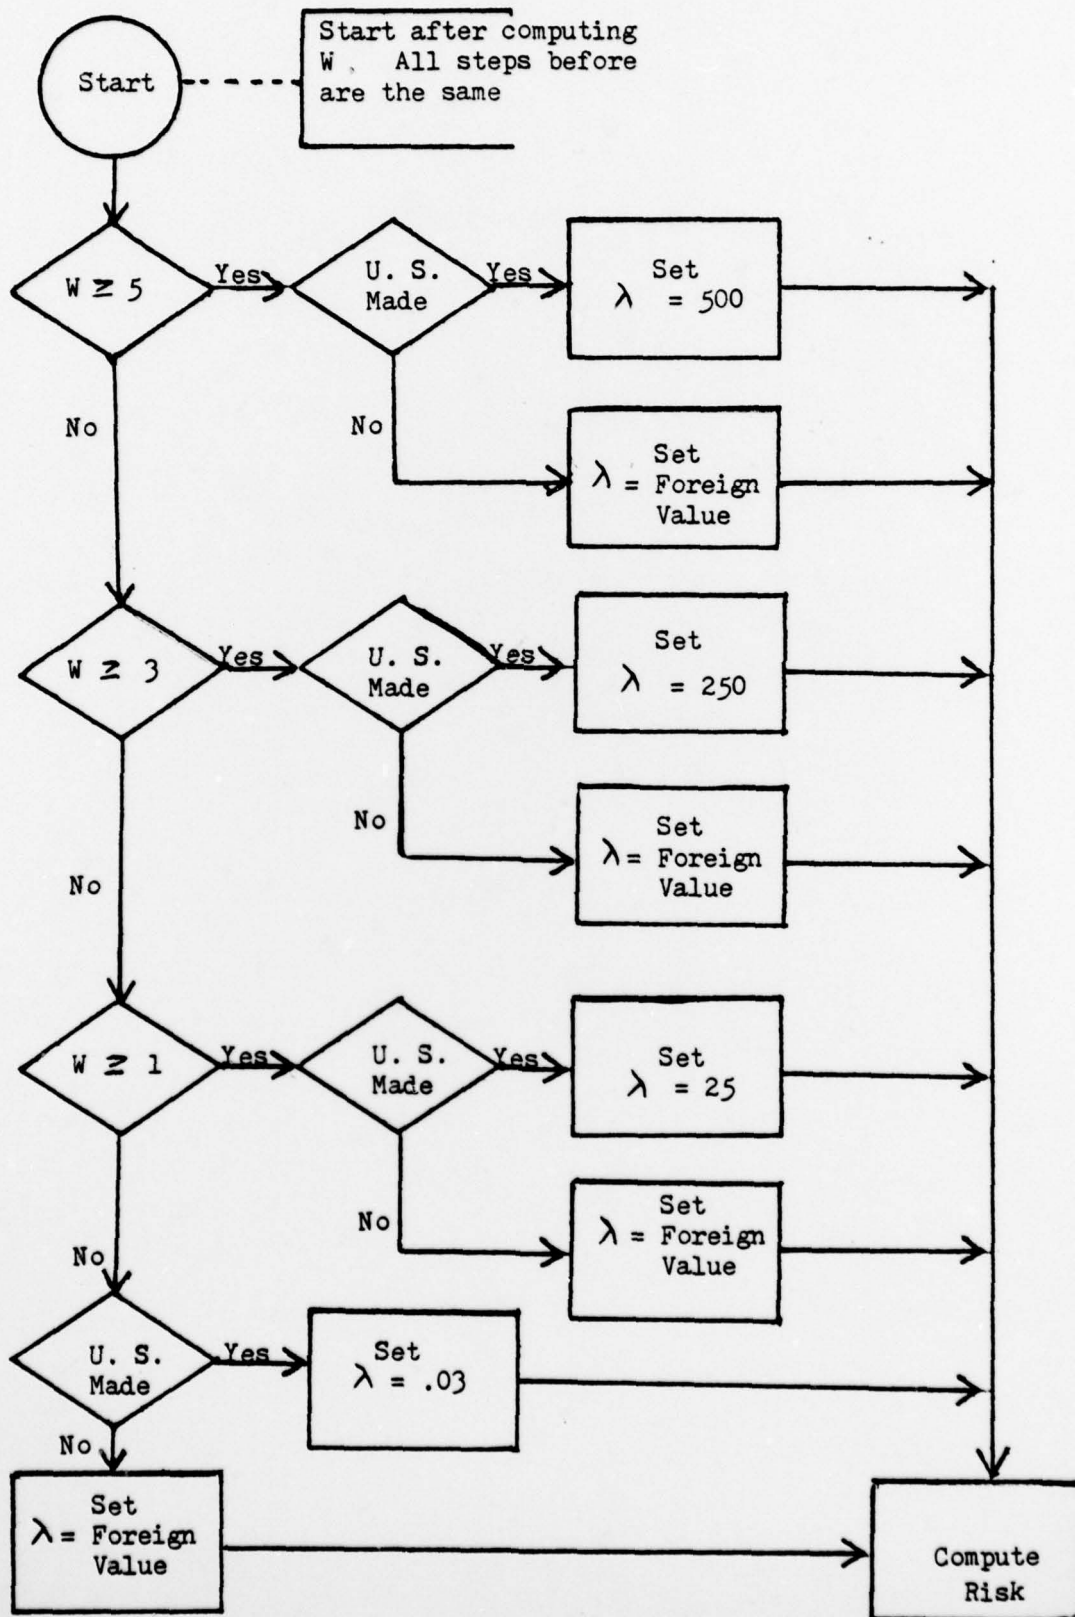 Start
Start after computing
W. All steps before
are the same
W ≥ 5
Yes
U. S.
Made
Yes
Set
λ = 500
No
No
Set
λ = Foreign
Value
W ≥ 3
Yes
U. S.
Made
Yes
Set
λ = 250
No
No
Set
λ = Foreign
Value
W ≥ 1
Yes
U. S.
Made
Yes
Set
λ = 25
No
No
Set
λ = Foreign
Value
U. S.
Made
Yes
Set
λ = .03
No
Set
λ = Foreign
Value
Compute
Risk